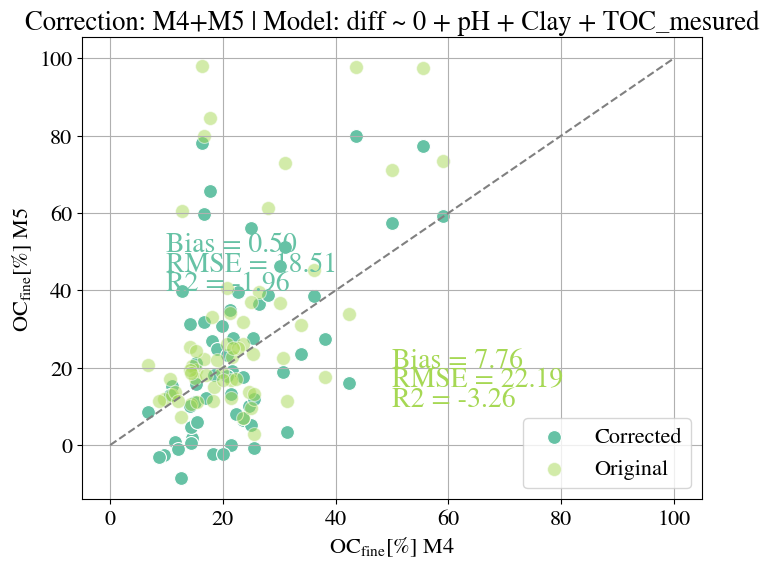 Correction: M4+M5 | Model: diff ~ 0 + pH + Clay + TOC_mesured
100
80
60
40
20
0
OCfine[%] M5
Bias = 0.50
RMSE = 18.51
R2 = -1.96
Bias = 7.76
RMSE = 22.19
R2 = -3.26
Corrected
Original
0 20 40 60 80 100
OCfine[%] M4